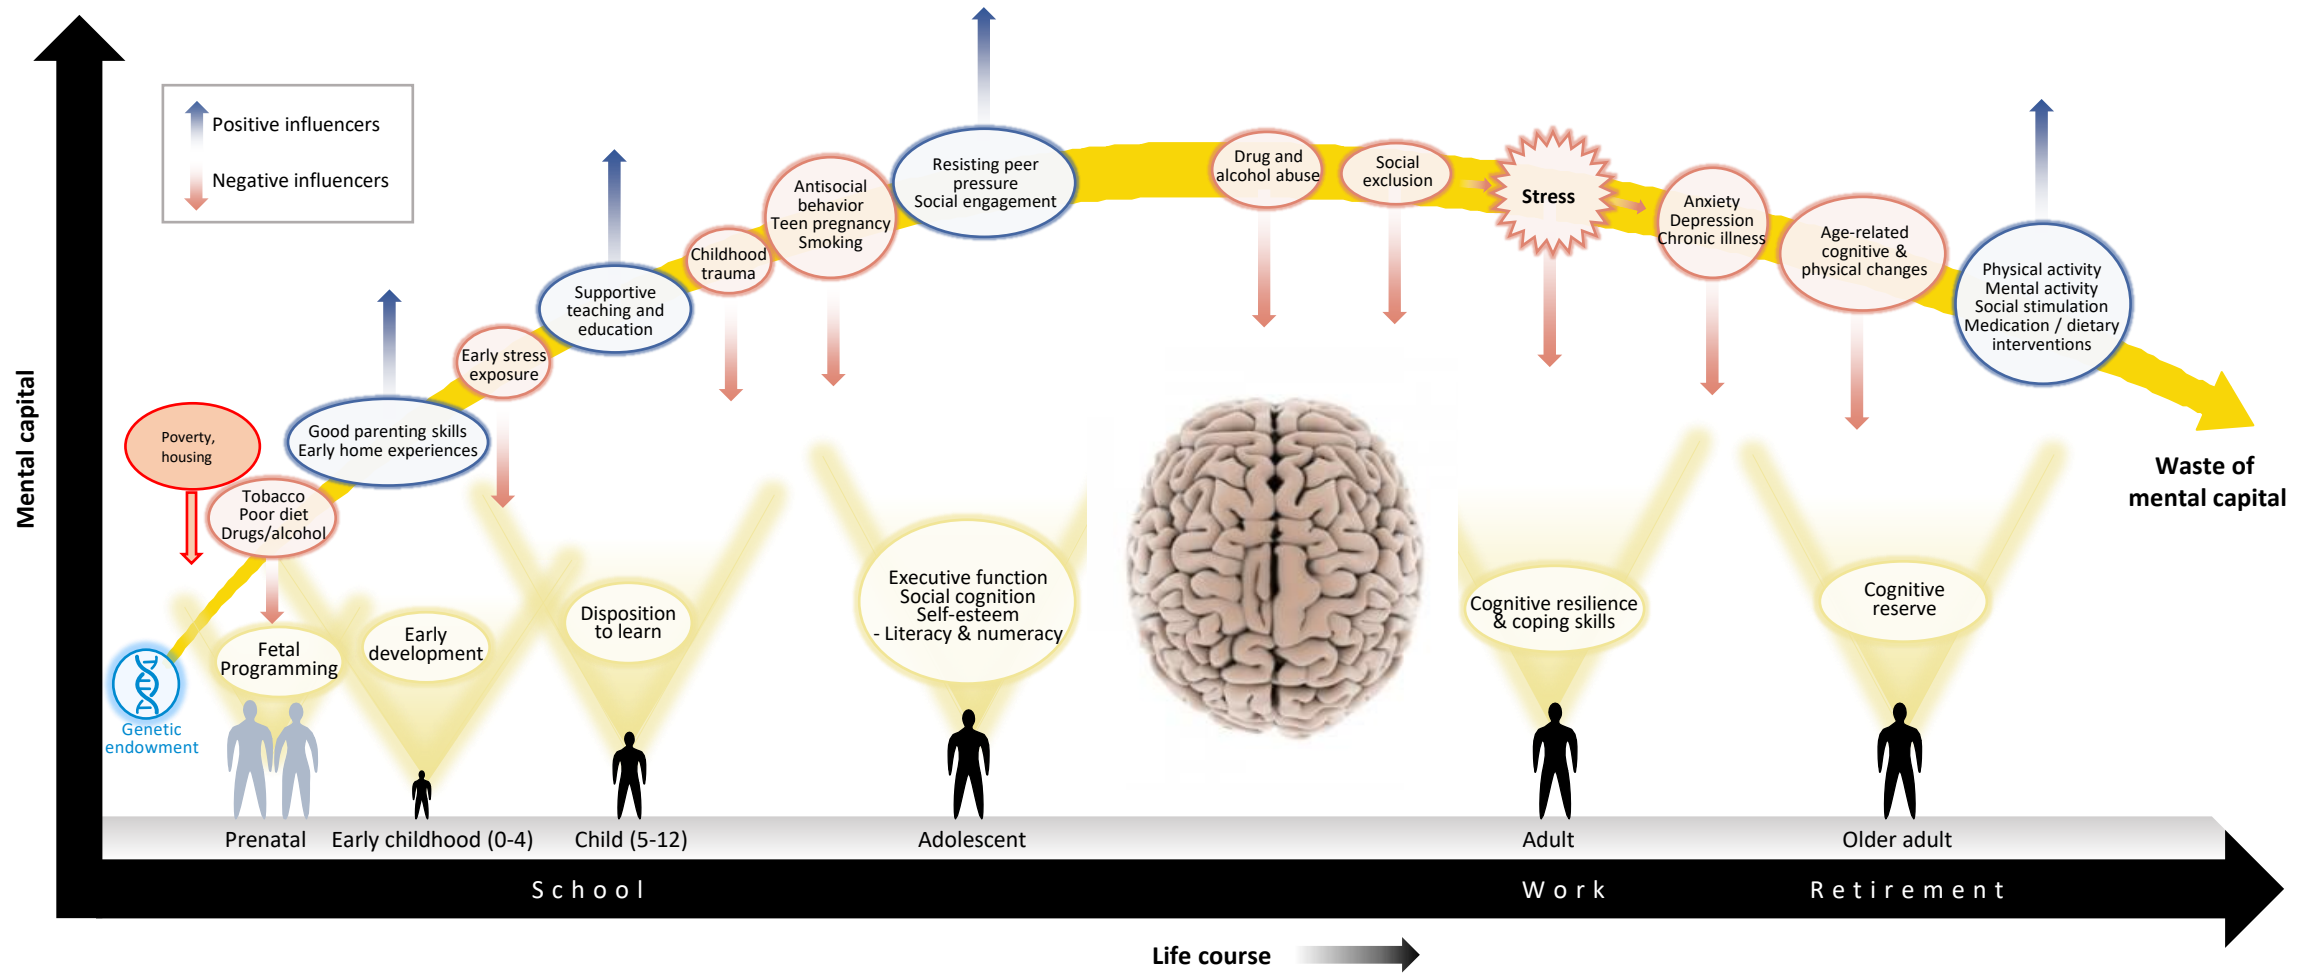 Mental capital
Positive influencers
Negative influencers
Genetic
endowment
Poverty,
housing
Tobacco
Poor diet
Drugs/alcohol
Good parenting skills
Early home experiences
Early stress
exposure
Supportive
teaching and
education
Childhood
trauma
Antisocial
behavior
Teen pregnancy
Smoking
Resisting peer
pressure
Social engagement
Drug and
alcohol abuse
Social
exclusion
Stress
Anxiety
Depression
Chronic illness
Age-related
cognitive &
physical changes
Physical activity
Mental activity
Social stimulation
Medication / dietary
interventions
Waste of
mental capital
Fetal
Programming
Early
development
Disposition
to learn
Executive function
Social cognition
Self-esteem
- Literacy & numeracy
Cognitive resilience
& coping skills
Cognitive
reserve
Prenatal
Early childhood (0-4)
Child (5-12)
Adolescent
Adult
Older adult
School
Work
Retirement
Life course